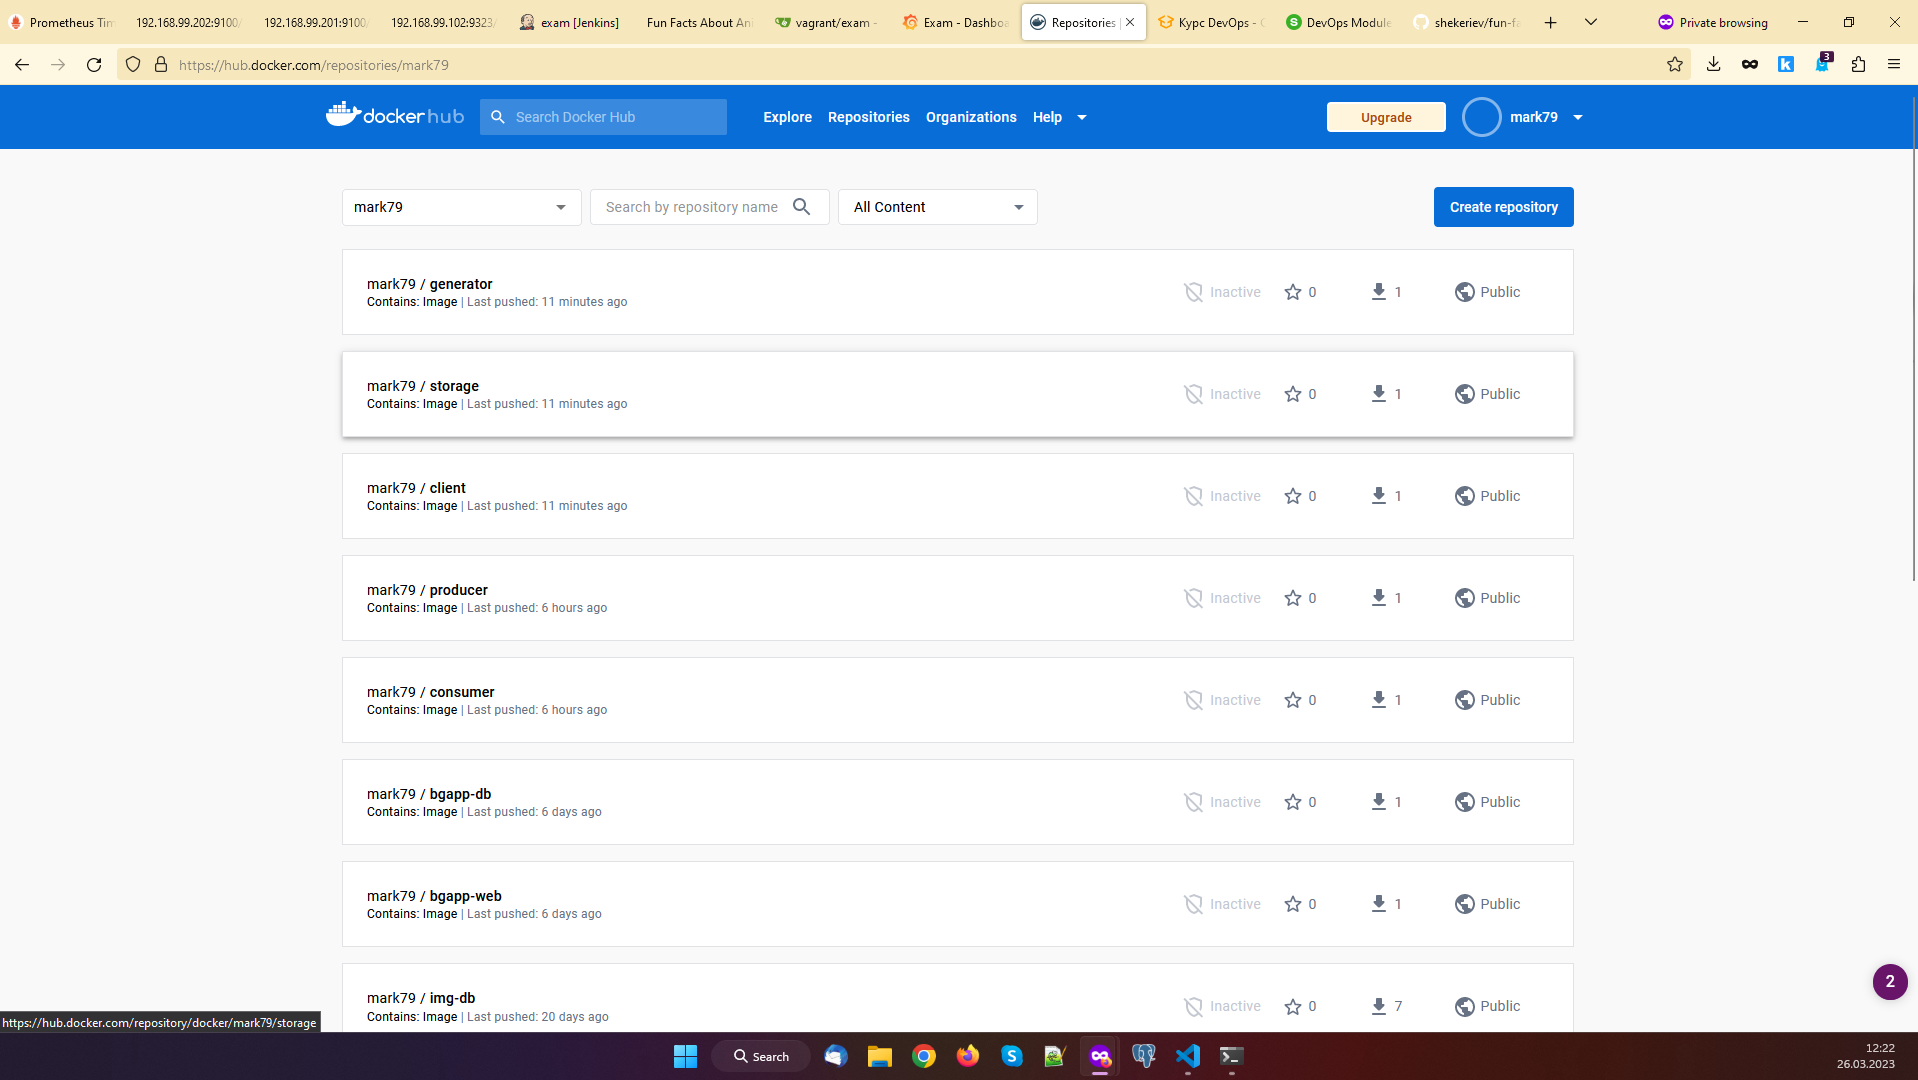 Prometheus Tim
192.168.99.202:9100/
192.168.99.201:9100/
192.168.99.102:9323/
exam [Jenkins]
Fun Facts About Ani
vagrant/exam -
Exam - Dashboa
Repositories |
Курс DevOps - 
DevOps Module
shekeriev/fun-fa
Private browsing
https://hub.docker.com/repositories/mark79
k
3
docker hub
Search Docker Hub
Explore
Repositories
Organizations
Help
Upgrade
mark79
mark79
Search by repository name
All Content
Create repository
mark79 / generator
Contains: Image | Last pushed: 11 minutes ago
Inactive
0
1
Public
mark79 / storage
Contains: Image | Last pushed: 11 minutes ago
Inactive
0
1
Public
mark79 / client
Contains: Image | Last pushed: 11 minutes ago
Inactive
0
1
Public
mark79 / producer
Contains: Image | Last pushed: 6 hours ago
Inactive
0
1
Public
mark79 / consumer
Contains: Image | Last pushed: 6 hours ago
Inactive
0
1
Public
mark79 / bgapp-db
Contains: Image | Last pushed: 6 days ago
Inactive
0
1
Public
mark79 / bgapp-web
Contains: Image | Last pushed: 6 days ago
Inactive
0
1
Public
mark79 / img-db
Contains: Image | Last pushed: 20 days ago
Inactive
0
7
Public
2
https://hub.docker.com/repository/docker/mark79/storage
Search
12:22
26.03.2023